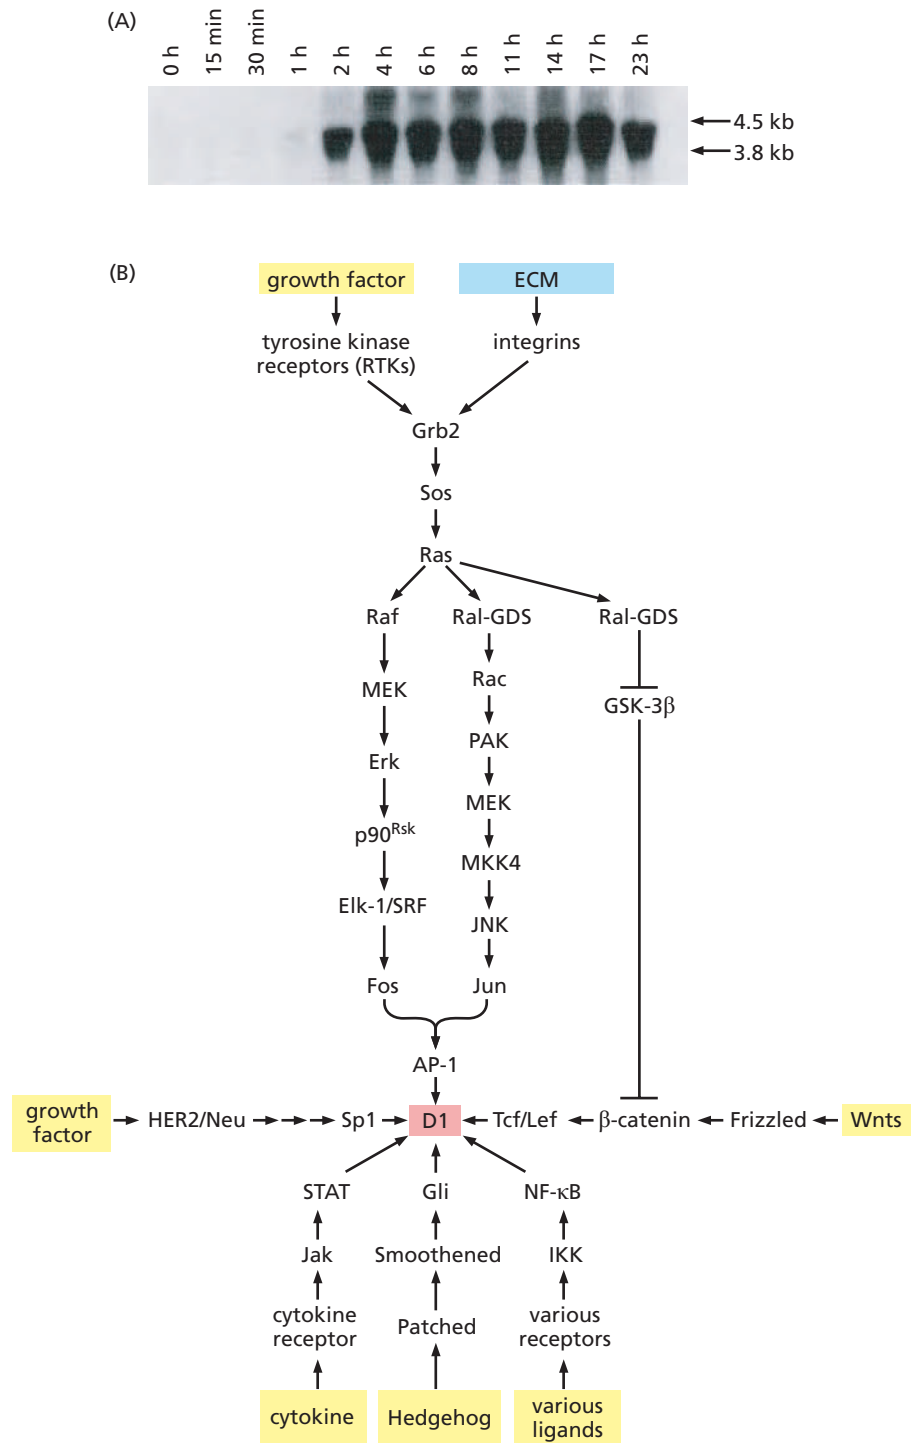 (A)
0 h
15 min
30 min
1 h
2 h
4 h
6 h
8 h
11 h
14 h
17 h
23 h
4.5 kb
3.8 kb
(B)
growth factor
ECM
tyrosine kinase
receptors (RTKs)
integrins
Grb2
Sos
Ras
Raf
Ral-GDS
Ral-GDS
MEK
Rac
GSK-3β
Erk
PAK
p90Rsk
MEK
Elk-1/SRF
MKK4
JNK
Fos
Jun
AP-1
growth
factor
HER2/Neu
Sp1
D1
Tcf/Lef
β-catenin
Frizzled
Wnts
STAT
Gli
NF-κB
Jak
Smoothened
IKK
cytokine
receptor
Patched
various
receptors
cytokine
Hedgehog
various
ligands